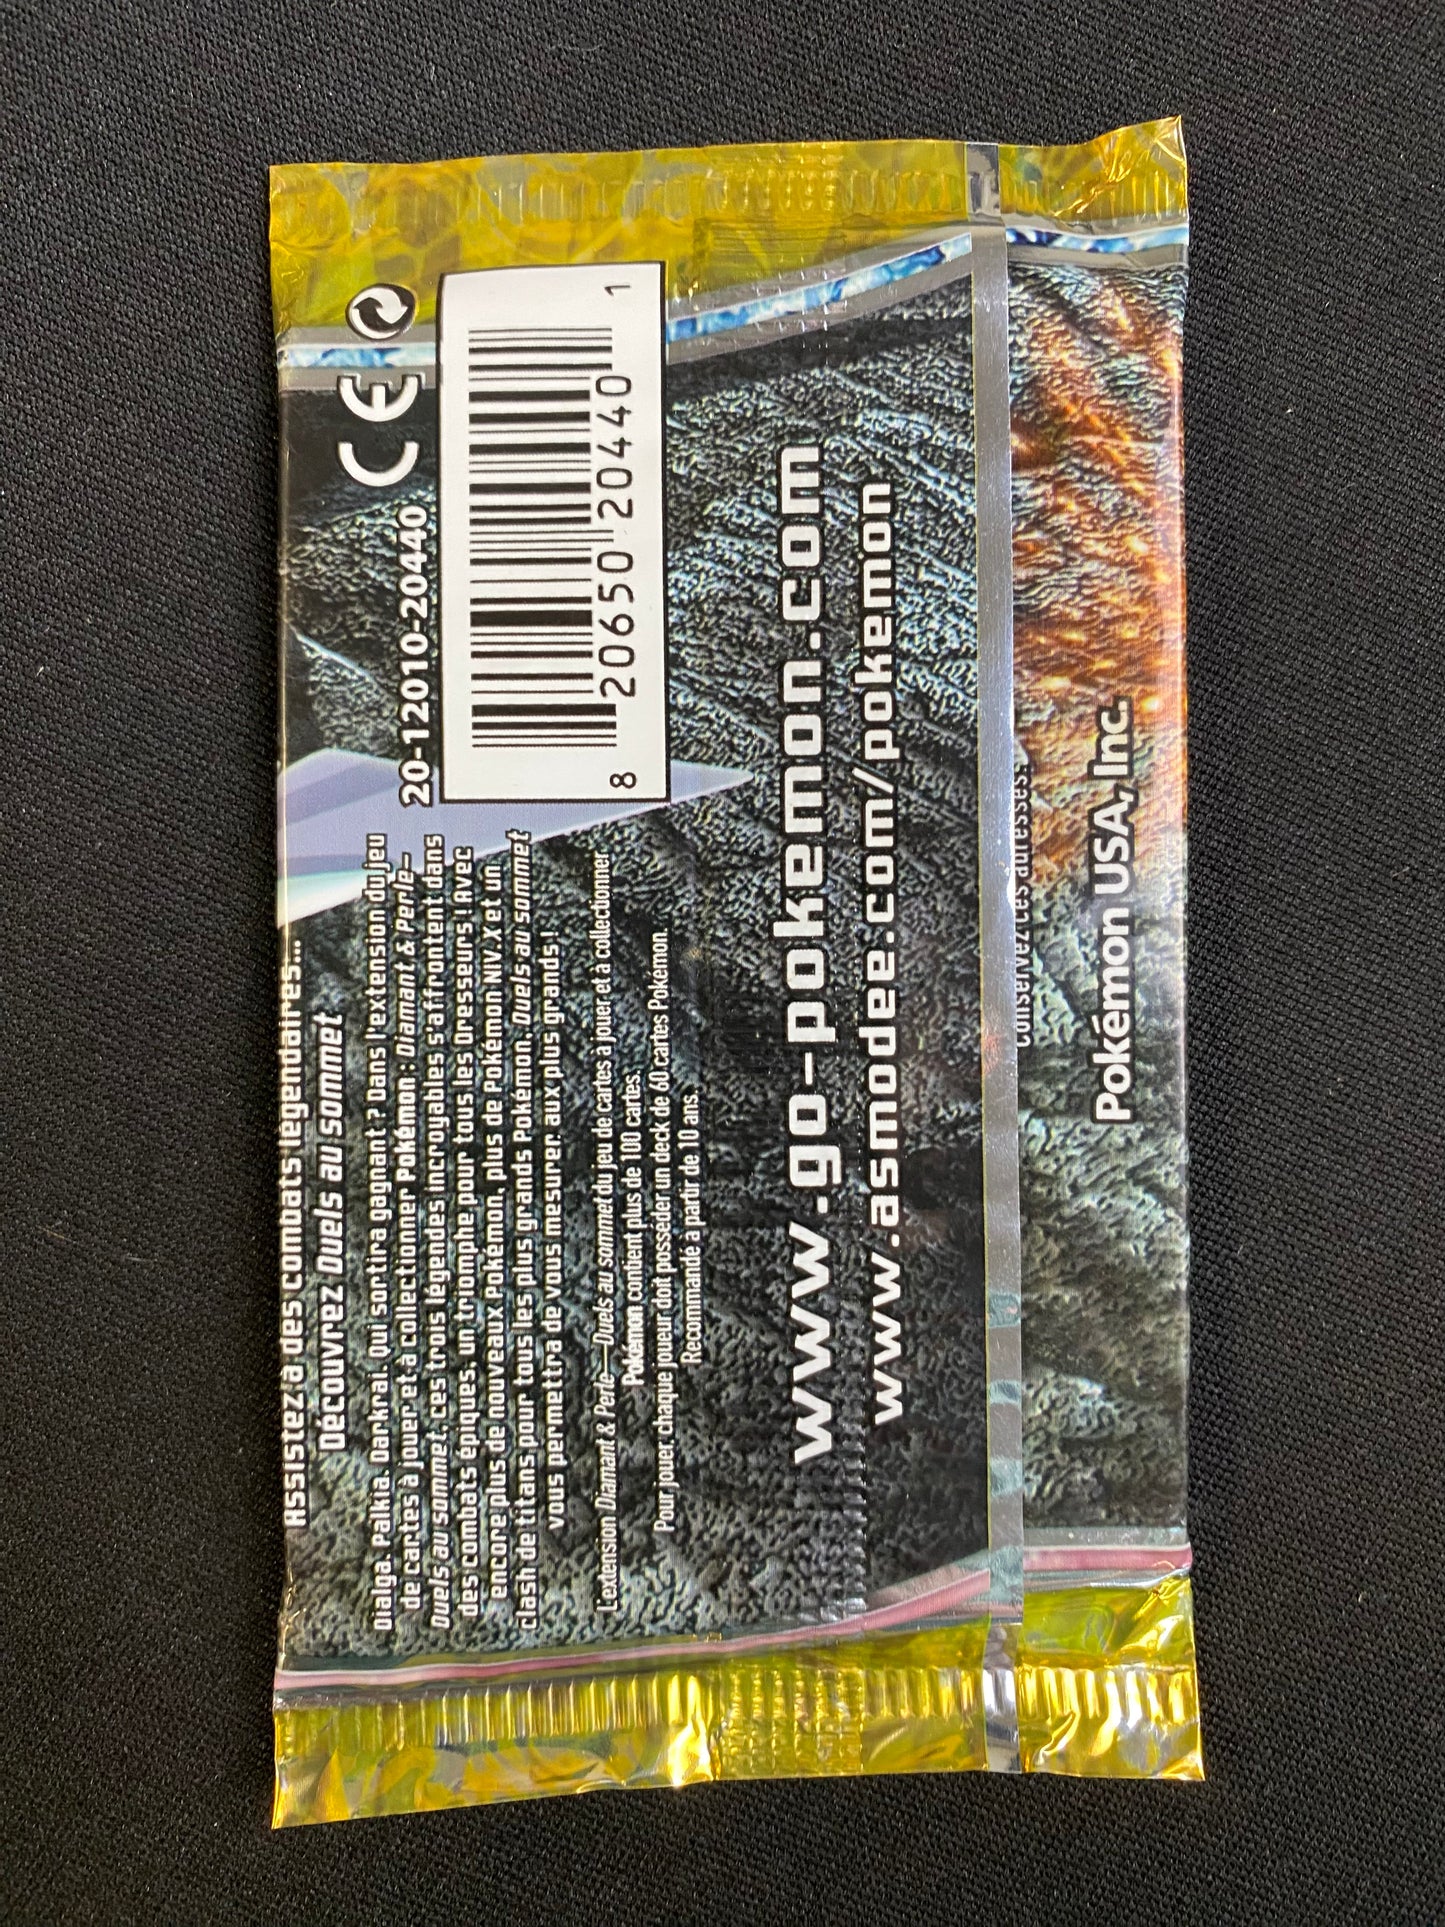 Assistez à des combats légendaires...
Découvrez Duels au sommet
Dialga, Palkia, Darkrai, qui sortira gagnant ? Dans l'extension du jeu
de cartes à jouer et à collectionner Pokémon : Diamant & Perle–
Duels au sommet, ces trois légendes incroyables s'affrontent dans
des combats épiques, un triomphe pour tous les dresseurs ! Avec
encore plus de nouveaux Pokémon, plus de Pokémon NIV.X et un
clash de titans pour tous les plus grands Pokémon, Duels au sommet
vous permettra de vous mesurer aux plus grands !
L'extension Diamant & Perle—Duels au sommet du jeu de cartes à jouer et à collectionner
Pokémon contient plus de 100 cartes.
Pour jouer, chaque joueur doit posséder un deck de 60 cartes Pokémon.
Recommandé à partir de 10 ans.
20-12010-20440
CE
8 20650 20440 1
www.go-pokemon.com
www.asmodee.com/pokemon
Conservez ces adresses.
Pokémon USA, Inc.